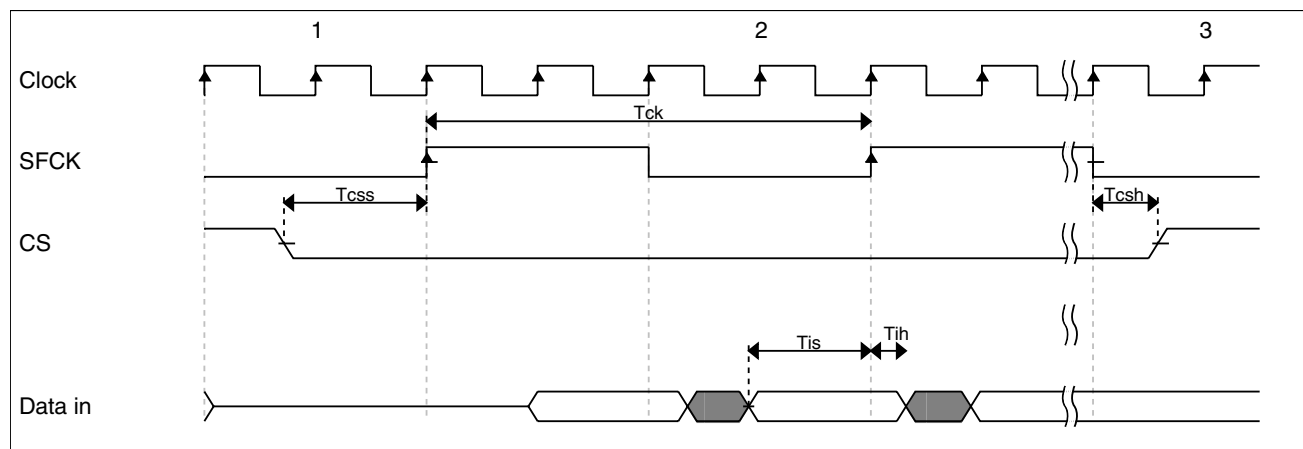 1 2 3
Clock
Tck
SFCK
Tcss Tcsh
CS
Tis Tih
Data in